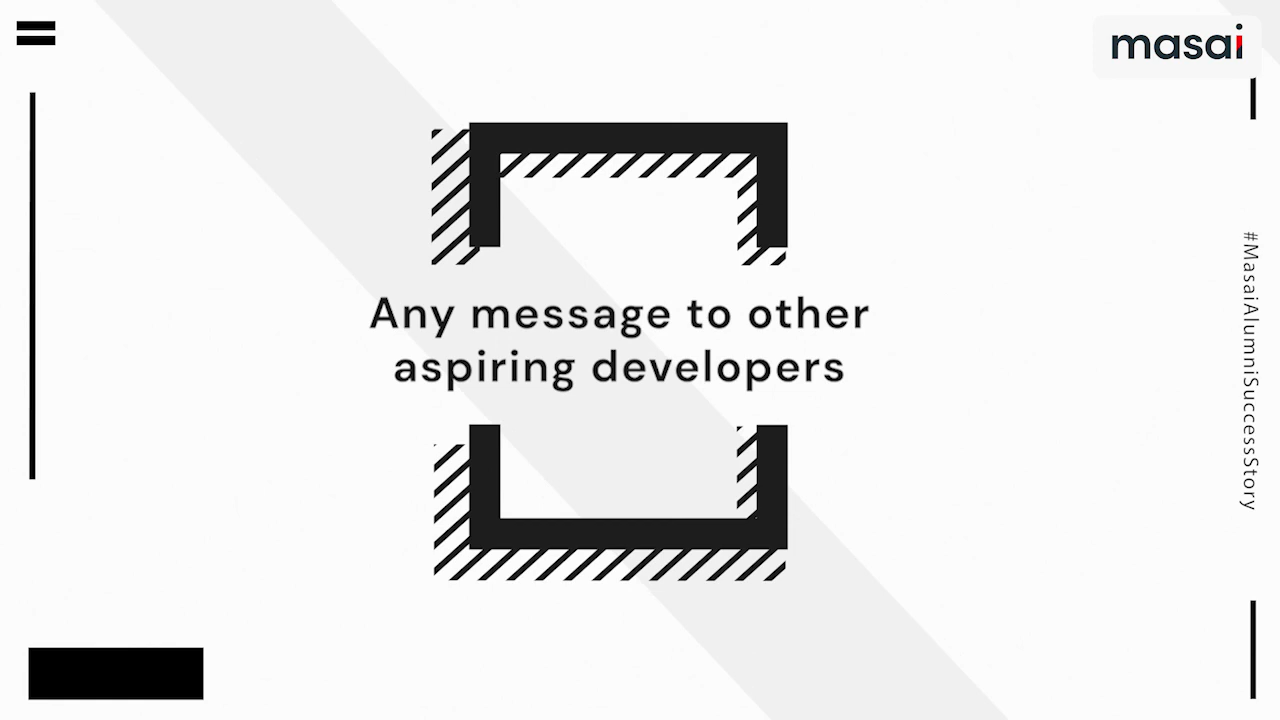 masai
Any message to other
aspiring developers
#MasaiAlumniSuccessStory